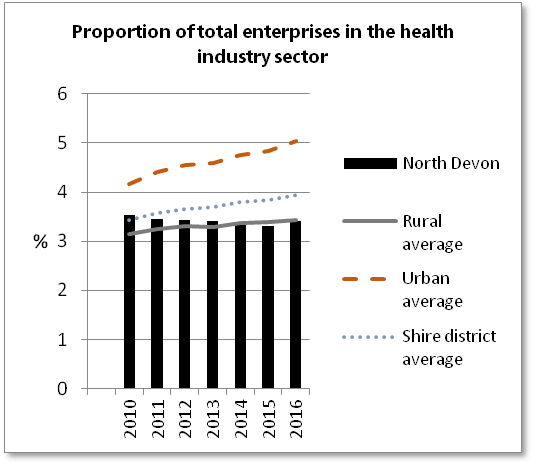 Proportion of total enterprises in the health
industry sector
6
5
4
3
2
1
0
%
2010
2011
2012
2013
2014
2015
2016
North Devon
Rural
average
Urban
average
Shire district
average